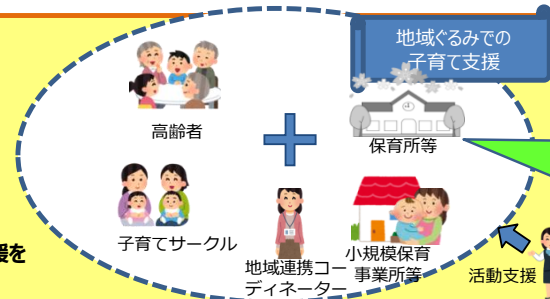 地域ぐるみでの
子育て支援
高齢者
保育所等
子育てサークル
地域連携コー
ディネーター
小規模保育
事業所等
援を
活動支援